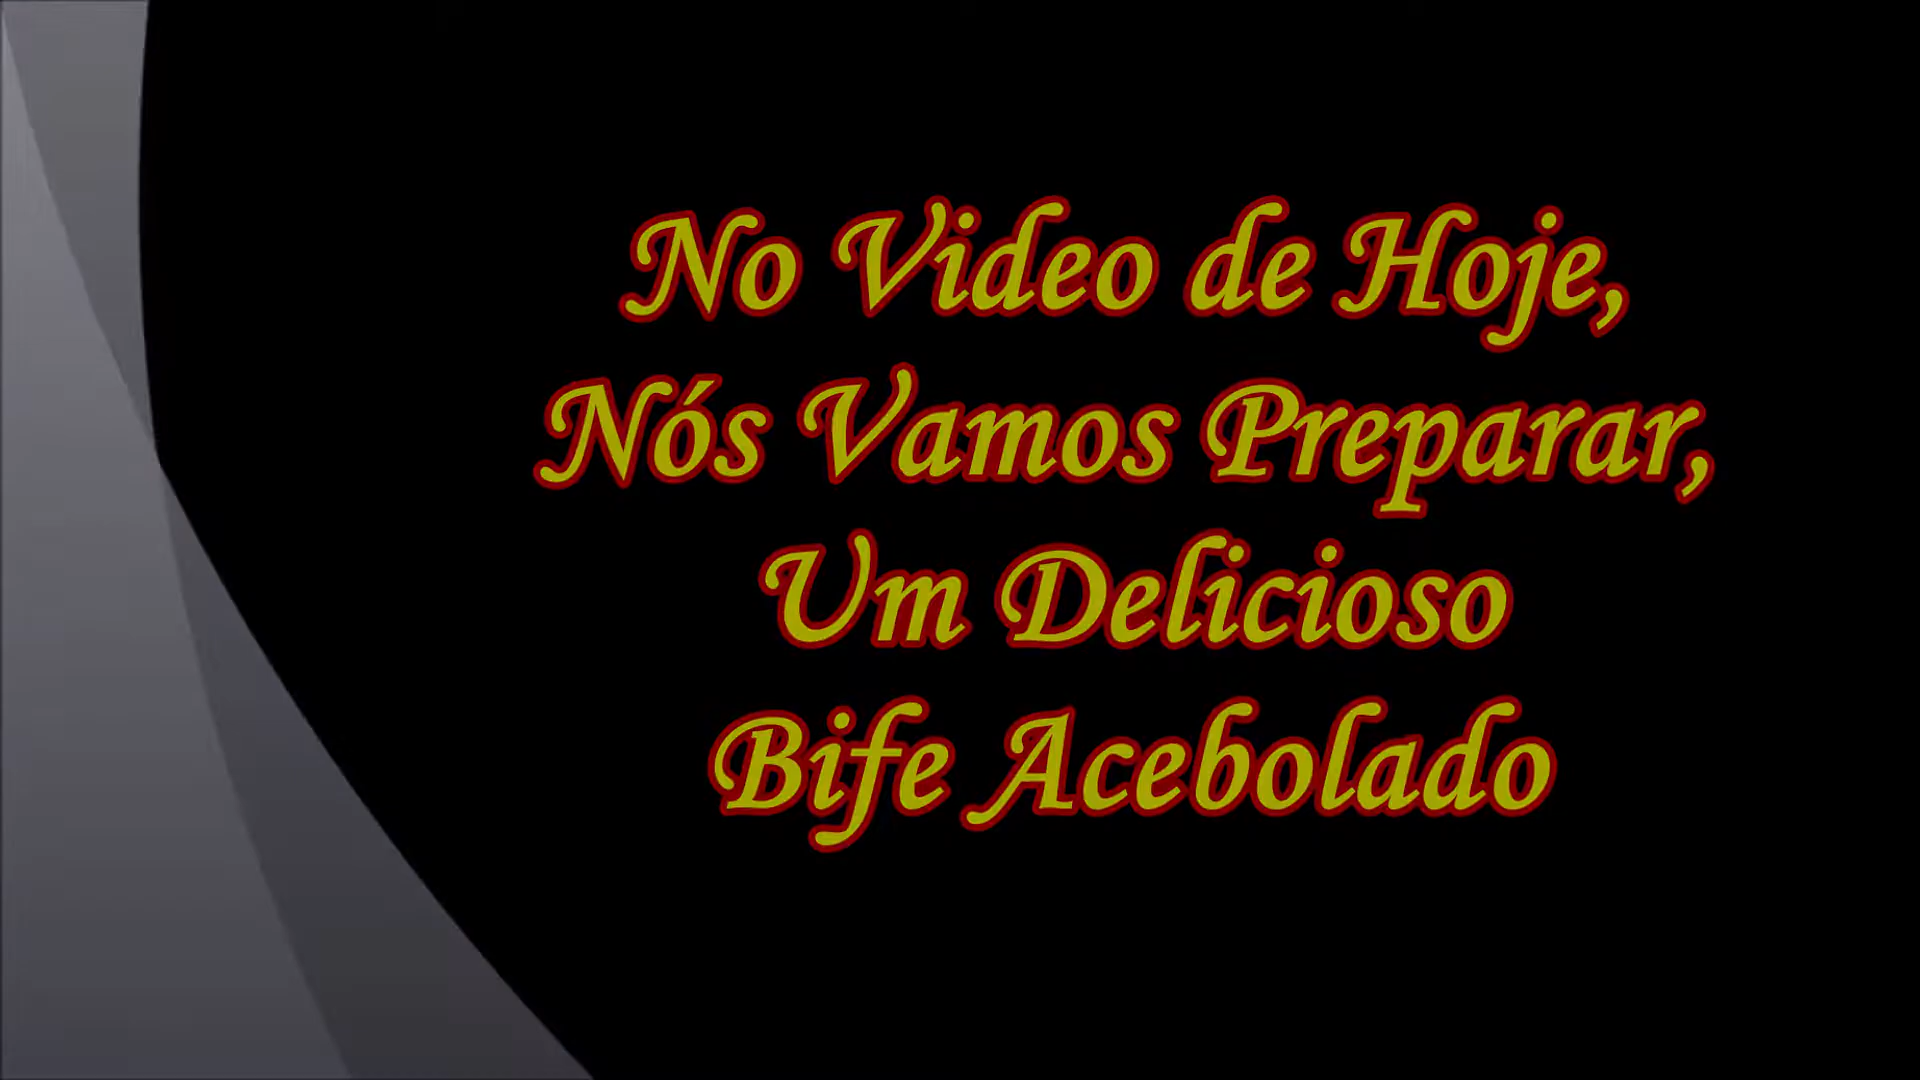 No Video de Hoje,
Nós Vamos Preparar,
Um Delicioso
Bife Acebolado